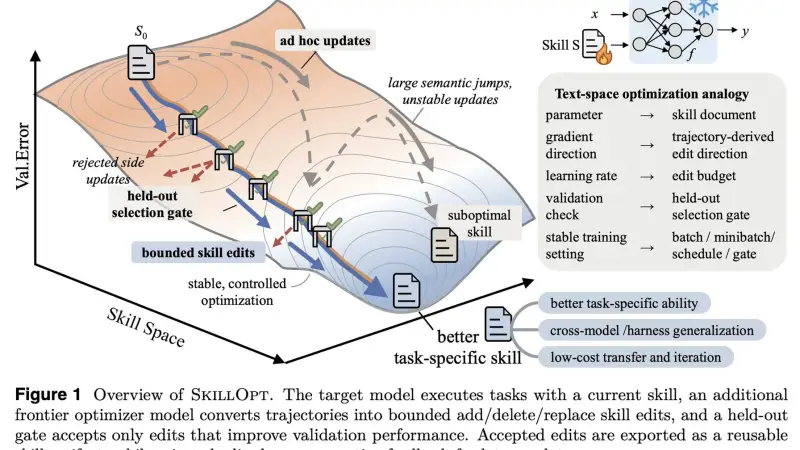 S₀
ad hoc updates
large semantic jumps,
unstable updates
Val.Error
rejected side
updates
held-out
selection gate
bounded skill edits
stable, controlled
optimization
suboptimal
skill
better
task-specific skill
Skill Space
x
Skill S
f
y
Text-space optimization analogy
parameter → skill document
gradient direction → trajectory-derived edit direction
learning rate → edit budget
validation check → held-out selection gate
stable training setting → batch / minibatch/ schedule / gate
better task-specific ability
cross-model /harness generalization
low-cost transfer and iteration
Figure 1 Overview of SKILLOPT. The target model executes tasks with a current skill, an additional
frontier optimizer model converts trajectories into bounded add/delete/replace skill edits, and a held-out
gate accepts only edits that improve validation performance. Accepted edits are exported as a reusable